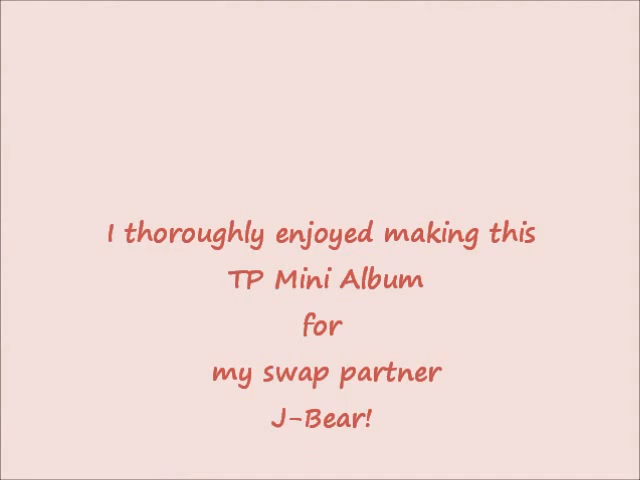 I thoroughly enjoyed making this
TP Mini Album
for
my swap partner
J-Bear!